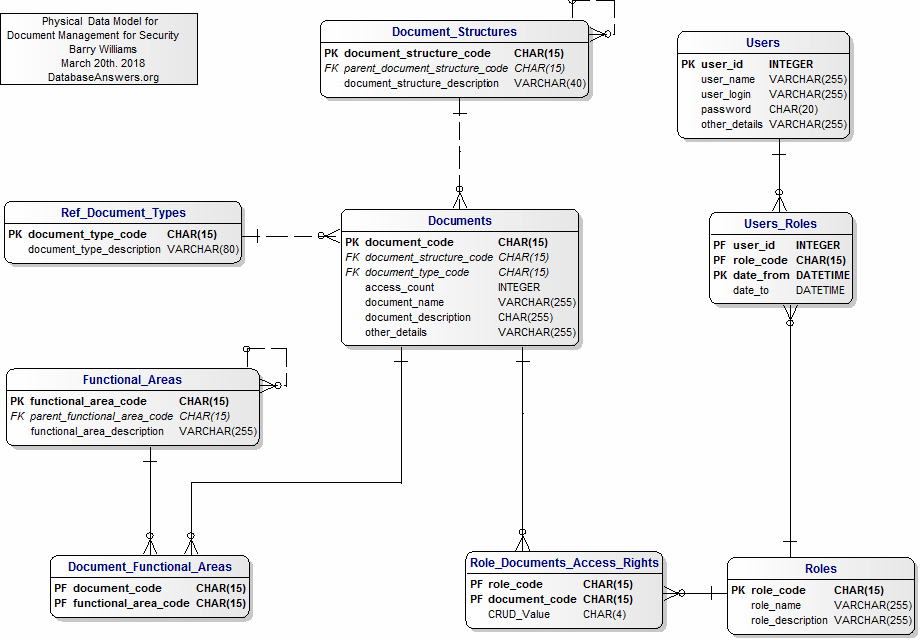 Physical Data Model for
Document Management for Security
Barry Williams
March 20th. 2018
DatabaseAnswers.org
Document_Structures
PK document_structure_code CHAR(15)
FK parent_document_structure_code CHAR(15)
document_structure_description VARCHAR(40)
Users
PK user_id INTEGER
user_name VARCHAR(255)
user_login VARCHAR(255)
password CHAR(20)
other_details VARCHAR(255)
Ref_Document_Types
PK document_type_code CHAR(15)
document_type_description VARCHAR(80)
Documents
PK document_code CHAR(15)
FK document_structure_code CHAR(15)
FK document_type_code CHAR(15)
access_count INTEGER
document_name VARCHAR(255)
document_description CHAR(255)
other_details VARCHAR(255)
Users_Roles
PF user_id INTEGER
PF role_code CHAR(15)
PK date_from DATETIME
date_to DATETIME
Functional_Areas
PK functional_area_code CHAR(15)
FK parent_functional_area_code CHAR(15)
functional_area_description VARCHAR(255)
Document_Functional_Areas
PF document_code CHAR(15)
PF functional_area_code CHAR(15)
Role_Documents_Access_Rights
PF role_code CHAR(15)
PF document_code CHAR(15)
CRUD_Value CHAR(4)
Roles
PK role_code CHAR(15)
role_name VARCHAR(255)
role_description VARCHAR(255)